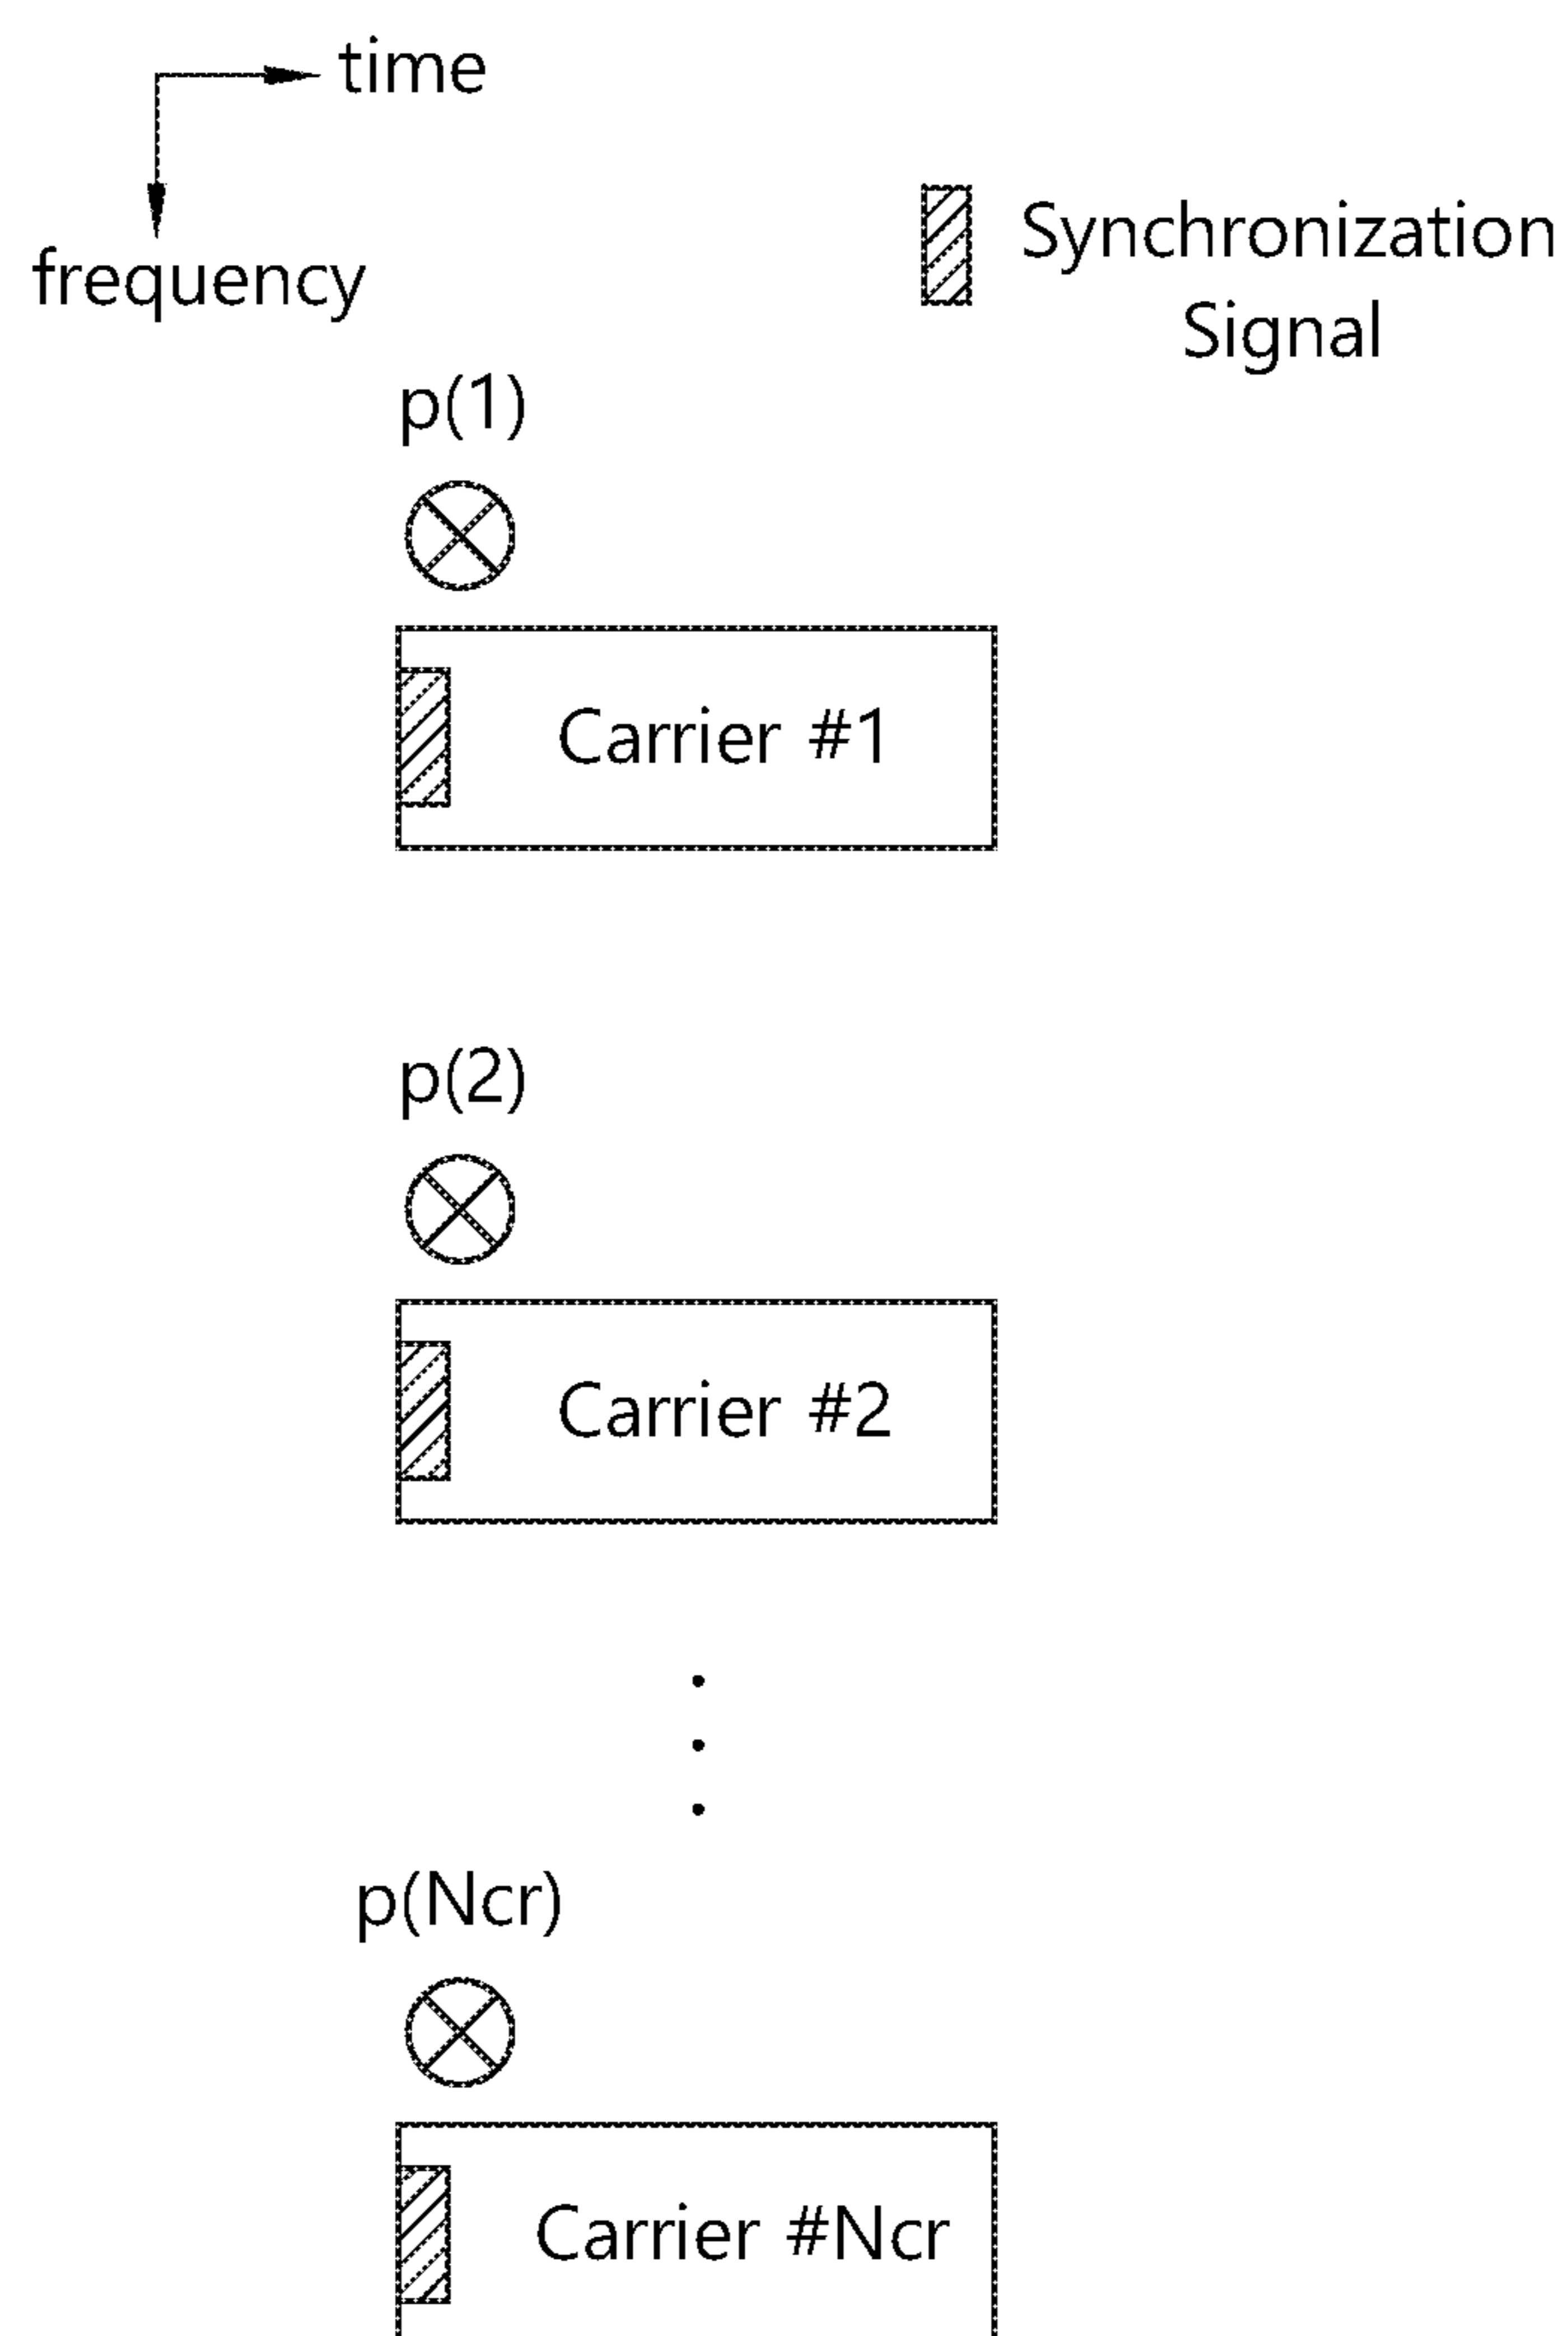 time
frequency
Synchronization
Signal
p(1)
Carrier #1
p(2)
Carrier #2
p(Ncr)
Carrier #Ncr